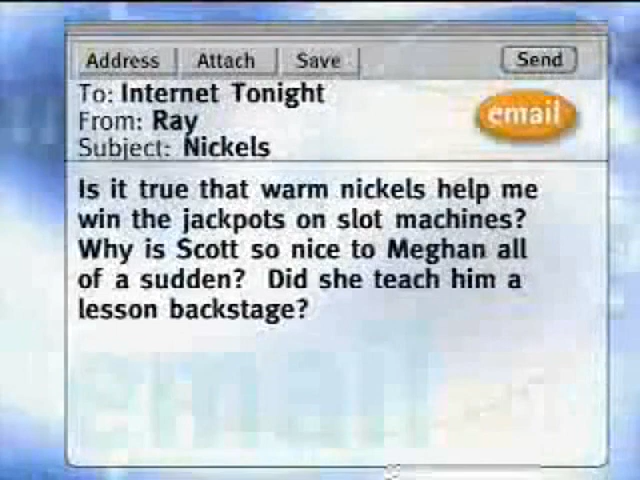 Address Attach Save Send
To: Internet Tonight
From: Ray
email
Subject: Nickels
Is it true that warm nickels help me
win the jackpots on slot machines?
Why is Scott so nice to Meghan all
of a sudden? Did she teach him a
lesson backstage?
email